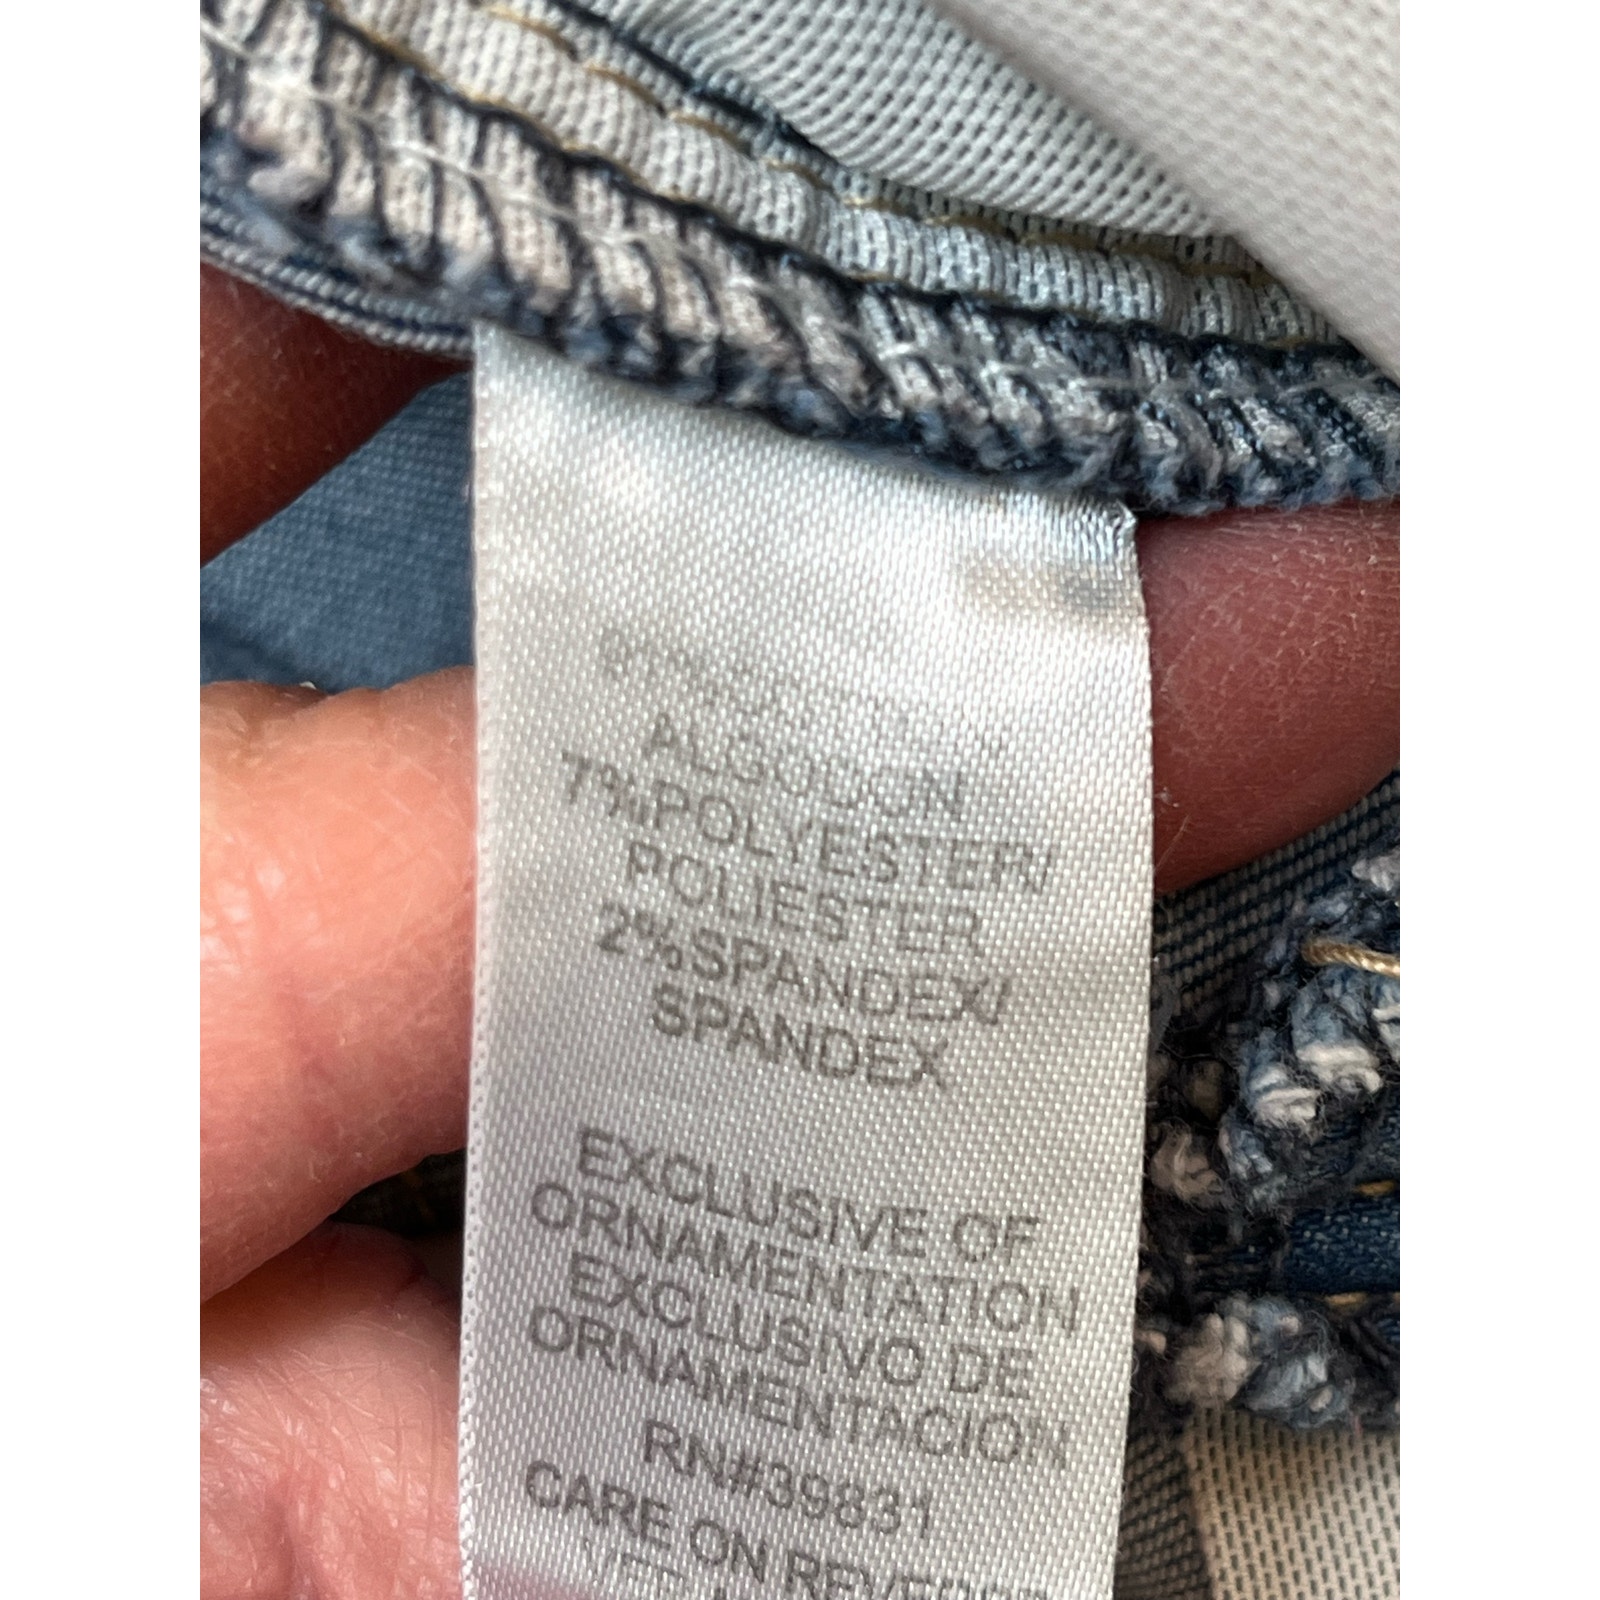 ALGODON
7%POLYESTER/
POLIESTER
2%SPANDEX/
SPANDEX
EXCLUSIVE OF
ORNAMENTATION
EXCLUSIVO DE
ORNAMENTACION
RN#39831
CARE ON REVERSE